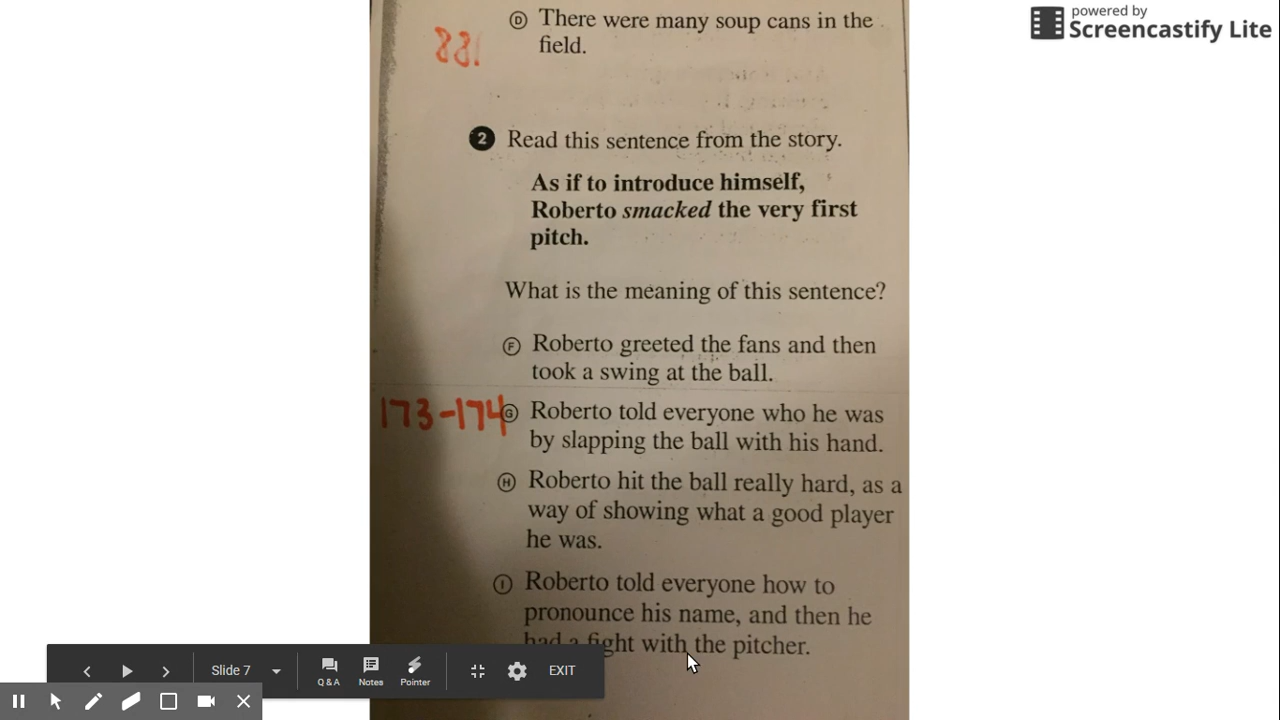 powered by
Screencastify Lite
D There were many soup cans in the
field.
881
2 Read this sentence from the story.
As if to introduce himself,
Roberto smacked the very first
pitch.
What is the meaning of this sentence?
F Roberto greeted the fans and then
took a swing at the ball.
173-174
G Roberto told everyone who he was
by slapping the ball with his hand.
H Roberto hit the ball really hard, as a
way of showing what a good player
he was.
I Roberto told everyone how to
pronounce his name, and then he
had a fight with the pitcher.
Slide 7
Q & A
Notes
Pointer
EXIT